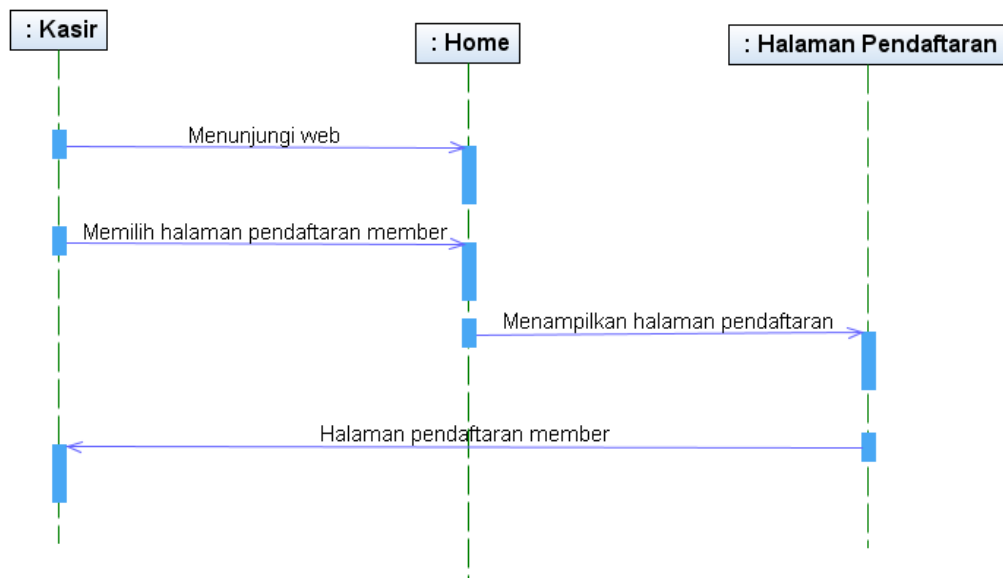 : Kasir
: Home
: Halaman Pendaftaran
Menunjungi web
Memilih halaman pendaftaran member
Menampilkan halaman pendaftaran
Halaman pendaftaran member